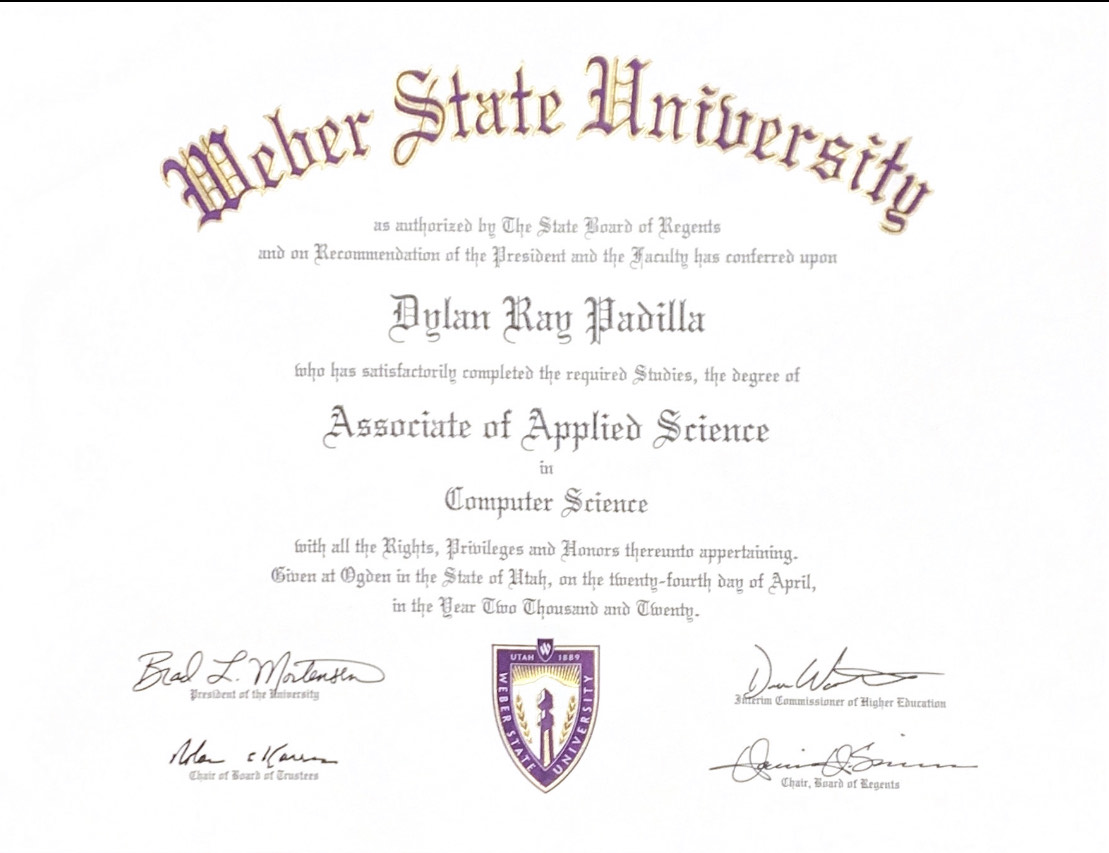 Weber State University
as authorized by The State Board of Regents
and on Recommendation of the President and the Faculty has conferred upon
Dylan Ray Padilla
who has satisfactorily completed the required Studies, the degree of
Associate of Applied Science
in
Computer Science
with all the Rights, Privileges and Honors thereunto appertaining.
Given at Ogden in the State of Utah, on the twenty-fourth day of April,
in the Year Two Thousand and Twenty.
Brad L. Mortensen
President of the University
Interim Commissioner of Higher Education
Chair of Board of Trustees
Chair, Board of Regents
UTAH W 1889
WEBER STATE UNIVERSITY